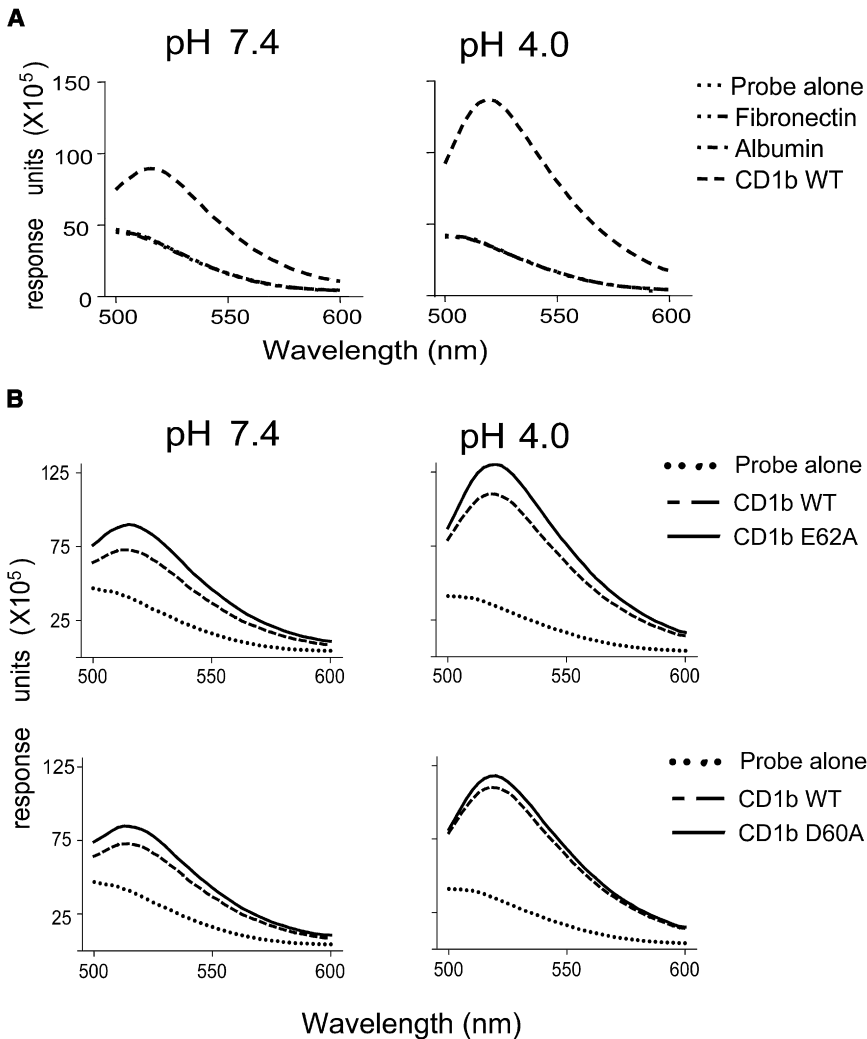 A
pH 7.4
pH 4.0
response units (X10⁵)
150
100
50
0
500 550 600
500 550 600
Wavelength (nm)
Probe alone
Fibronectin
Albumin
CD1b WT
B
pH 7.4
pH 4.0
response units (X10⁵)
125
75
25
500 550 600
500 550 600
Probe alone
CD1b WT
CD1b E62A
125
75
25
500 550 600
500 550 600
Probe alone
CD1b WT
CD1b D60A
Wavelength (nm)